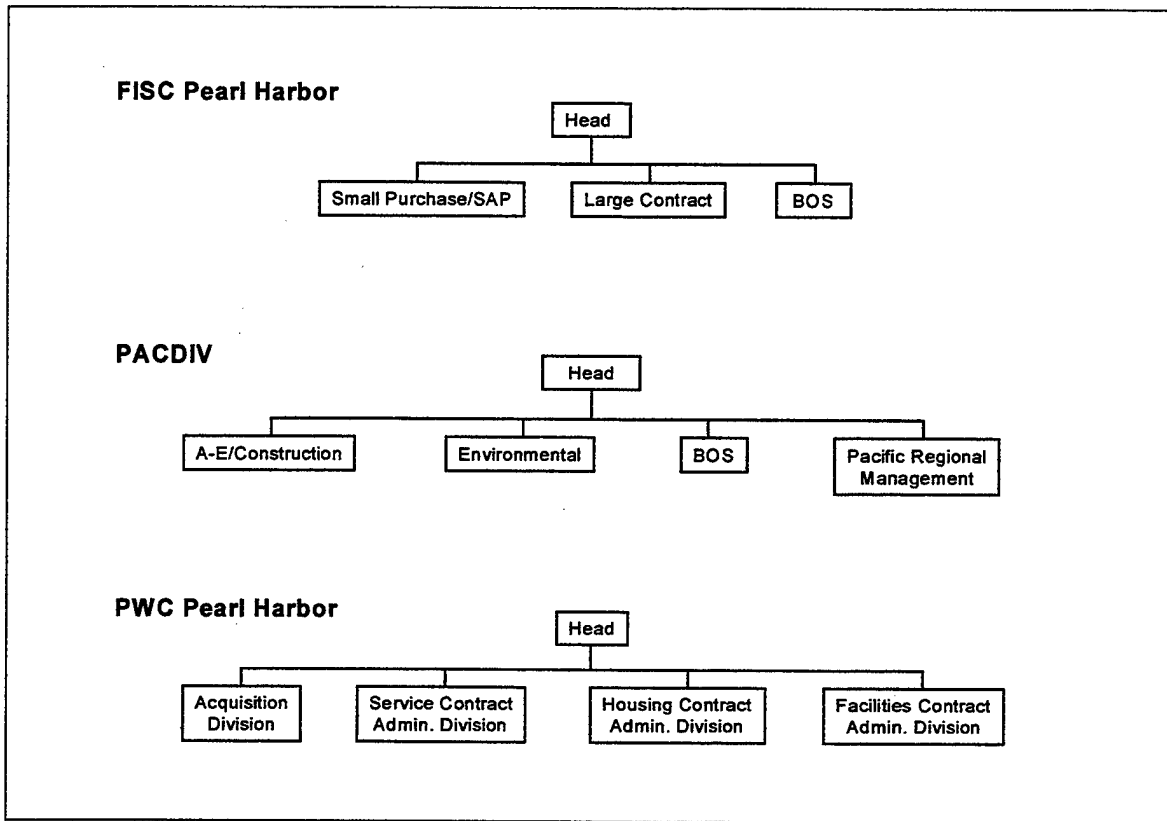 FISC Pearl Harbor
Head
Small Purchase/SAP
Large Contract
BOS
PACDIV
Head
A-E/Construction
Environmental
BOS
Pacific Regional
Management
PWC Pearl Harbor
Head
Acquisition
Division
Service Contract
Admin. Division
Housing Contract
Admin. Division
Facilities Contract
Admin. Division